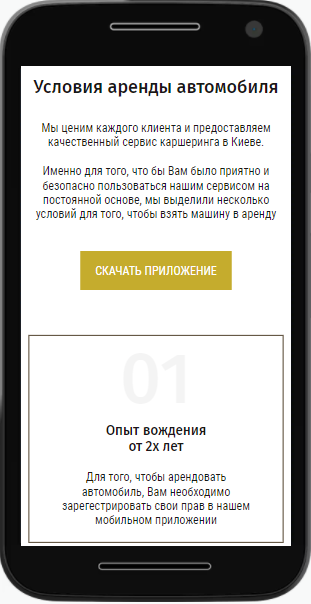 Условия аренды автомобиля
Мы ценим каждого клиента и предоставляем
качественный сервис каршеринга в Киеве.
Именно для того, что бы Вам было приятно и
безопасно пользоваться нашим сервисом на
постоянной основе, мы выделили несколько
условий для того, чтобы взять машину в аренду
СКАЧАТЬ ПРИЛОЖЕНИЕ
01
Опыт вождения
от 2х лет
Для того, чтобы арендовать
автомобиль, Вам необходимо
зарегестрировать свои прав в нашем
мобильном приложении